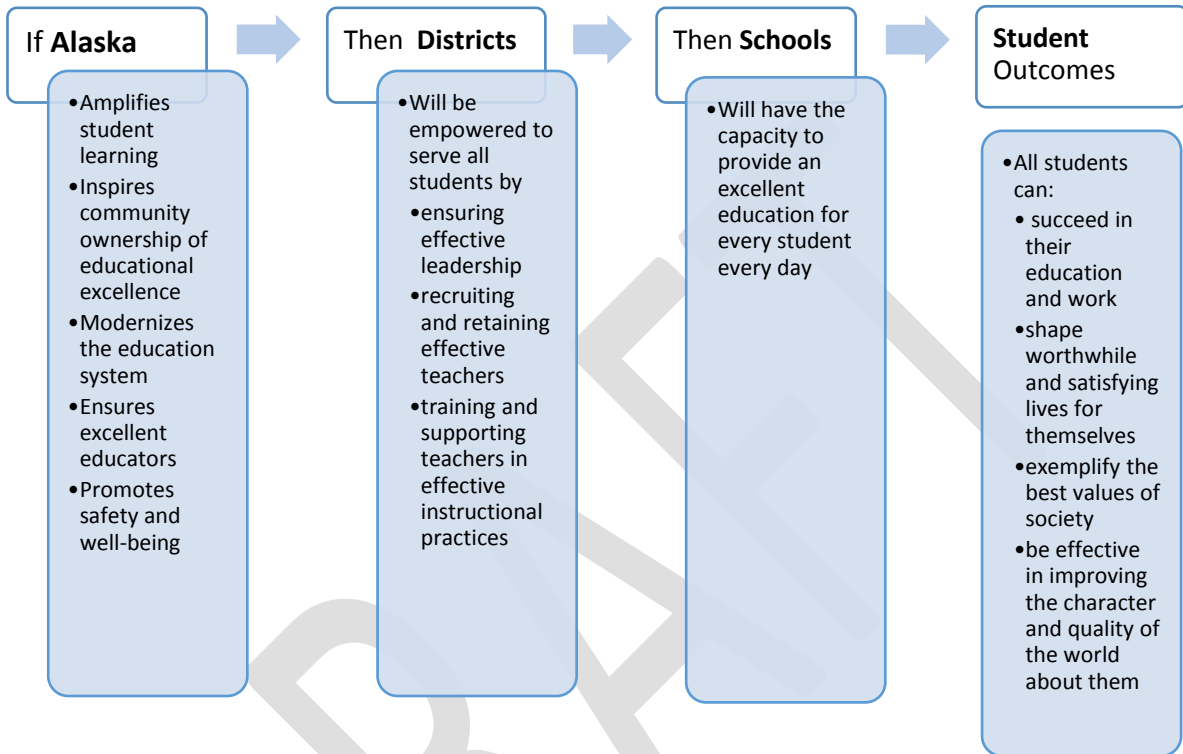 If Alaska
•Amplifies
student
learning
•Inspires
community
ownership of
educational
excellence
•Modernizes
the education
system
•Ensures
excellent
educators
•Promotes
safety and
well-being
Then Districts
•Will be
empowered to
serve all
students by
•ensuring
effective
leadership
•recruiting
and retaining
effective
teachers
•training and
supporting
teachers in
effective
instructional
practices
Then Schools
•Will have the
capacity to
provide an
excellent
education for
every student
every day
Student
Outcomes
•All students
can:
• succeed in
their
education
and work
•shape
worthwhile
and satisfying
lives for
themselves
•exemplify the
best values of
society
•be effective
in improving
the character
and quality of
the world
about them
DRAFT